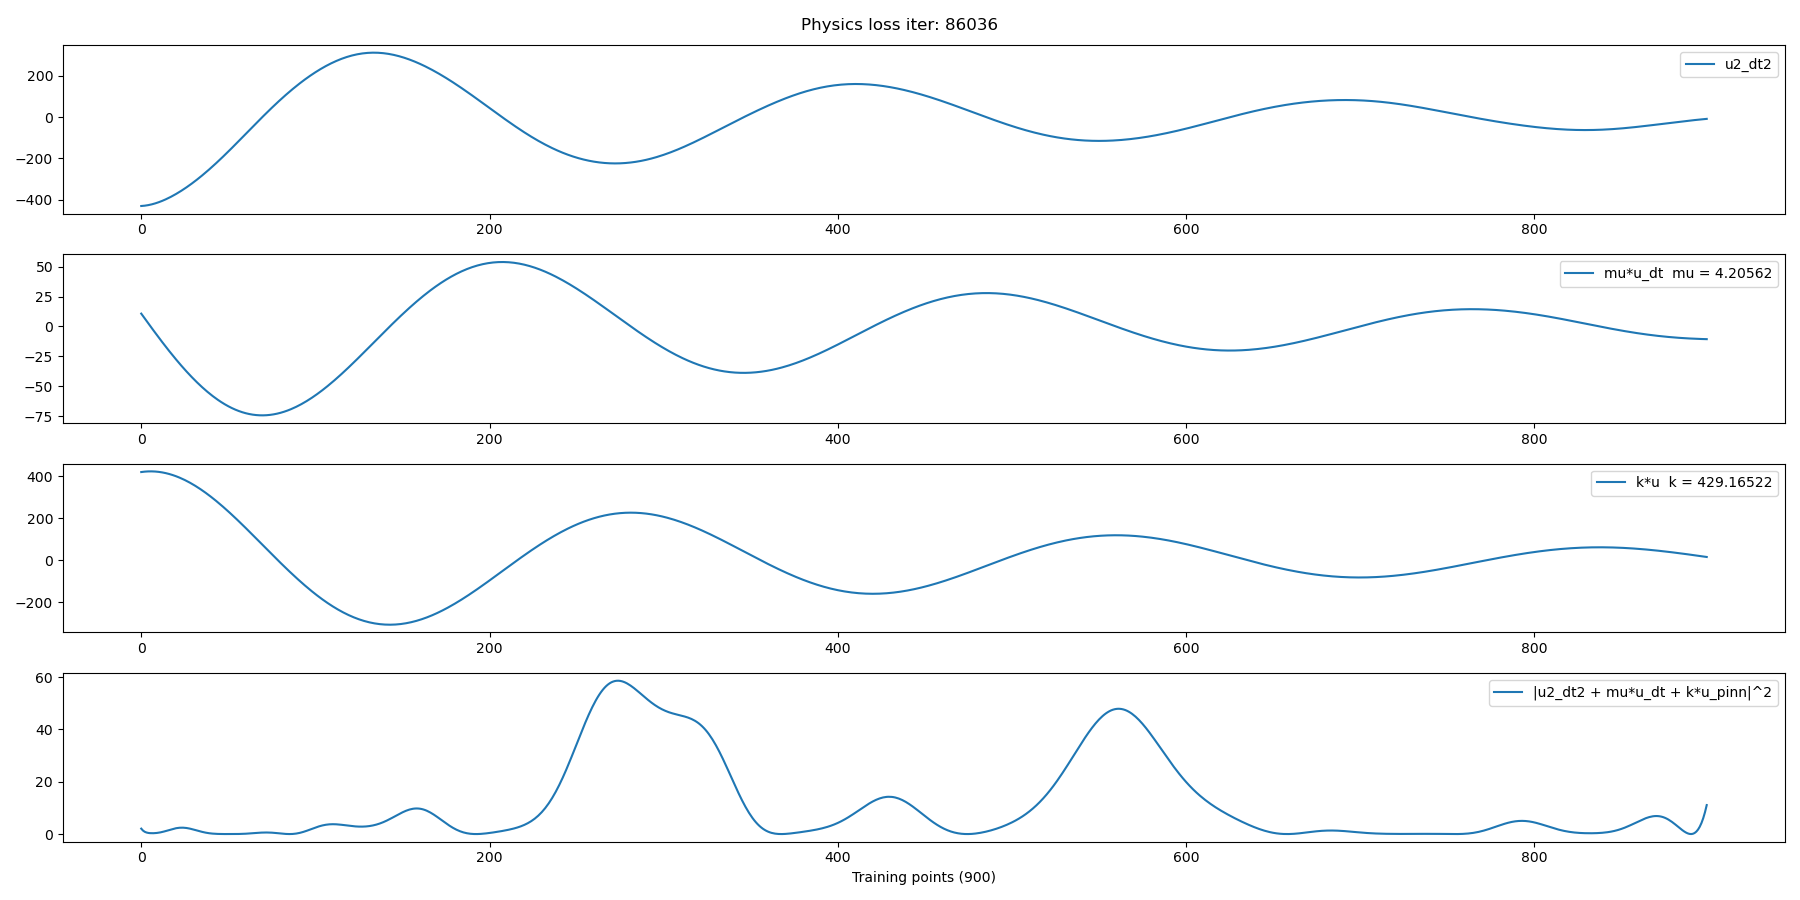 Physics loss iter: 86036
u2_dt2
200
0
−200
−400
0 200 400 600 800
mu*u_dt  mu = 4.20562
50
25
0
−25
−50
−75
0 200 400 600 800
k*u  k = 429.16522
400
200
0
−200
0 200 400 600 800
|u2_dt2 + mu*u_dt + k*u_pinn|^2
60
40
20
0
0 200 400 600 800
Training points (900)